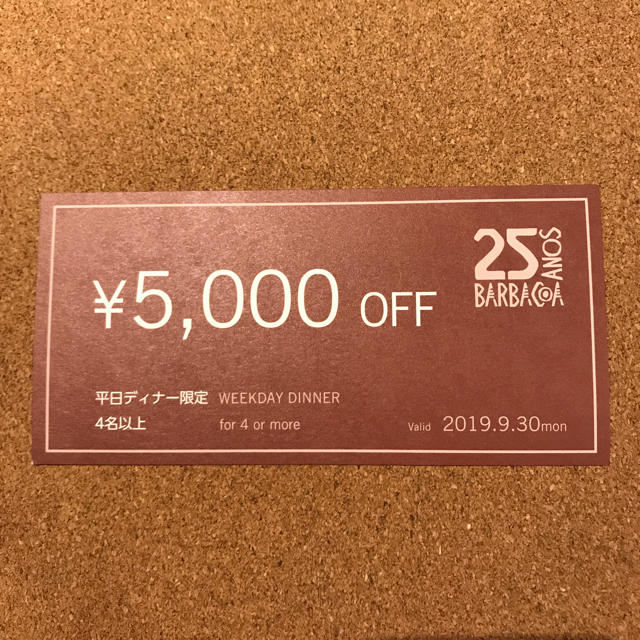 25 ANOS
BARBACOA
¥5,000 OFF
平日ディナー限定 WEEKDAY DINNER
4名以上 for 4 or more
Valid 2019.9.30mon